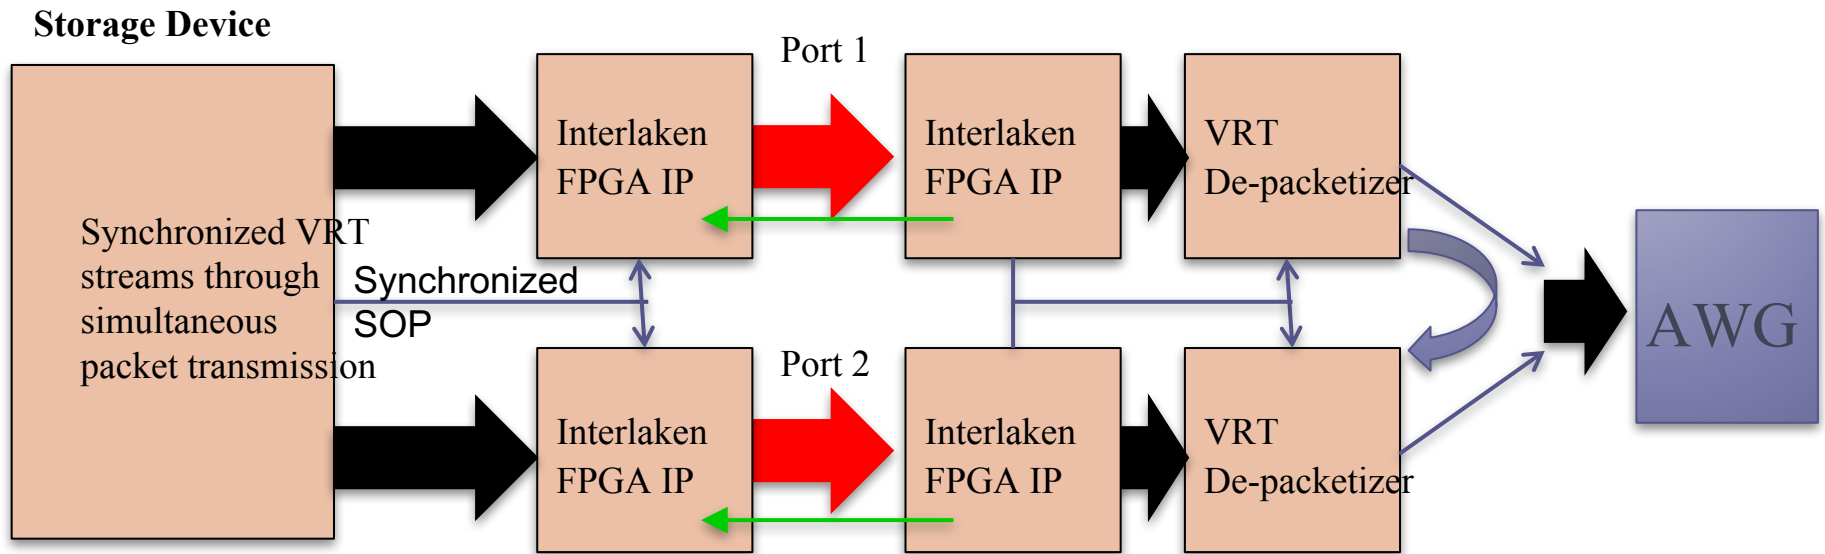 Storage Device
Port 1
Interlaken
FPGA IP
Interlaken
FPGA IP
VRT
De-packetizer
Synchronized VRT
streams through
simultaneous
packet transmission
Synchronized
SOP
AWG
Port 2
Interlaken
FPGA IP
Interlaken
FPGA IP
VRT
De-packetizer